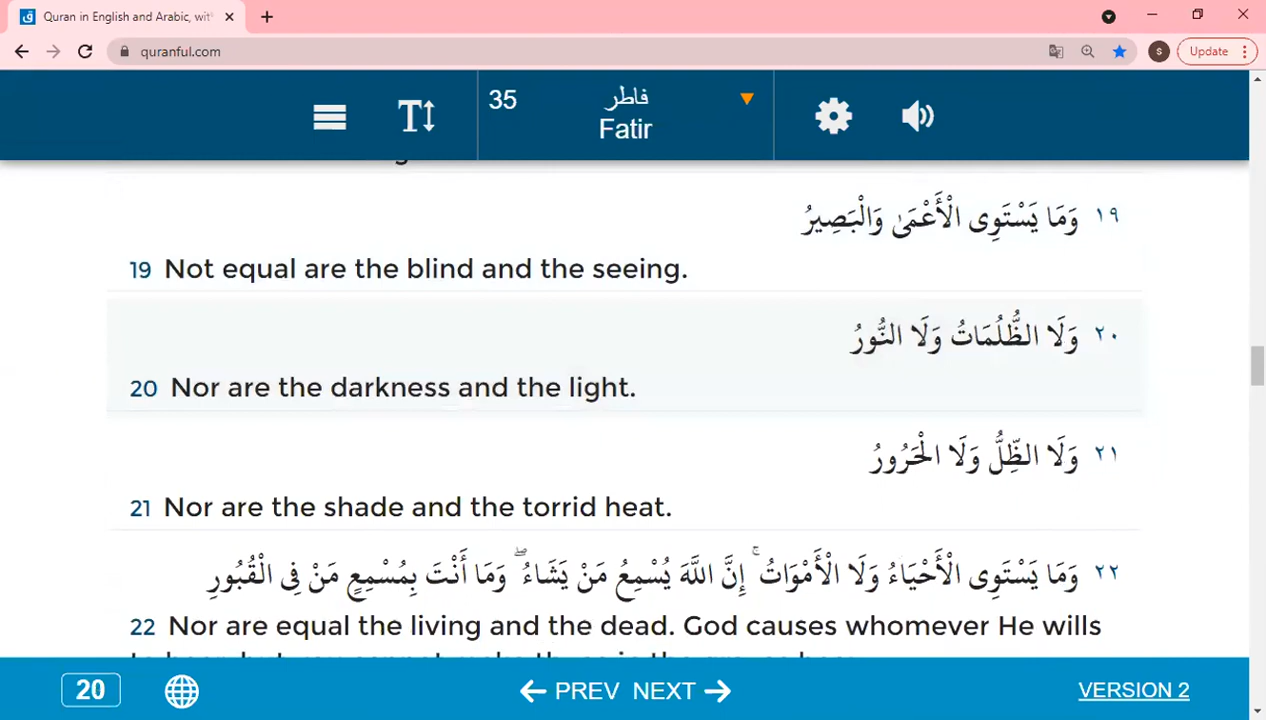 Quran in English and Arabic, wit
quranful.com
S
Update
35
فاطر
Fatir
١٩ وَمَا يَسْتَوِى الْأَعْمَىٰ وَالْبَصِيرُ
19 Not equal are the blind and the seeing.
٢٠ وَلَا الظُّلُمَاتُ وَلَا النُّورُ
20 Nor are the darkness and the light.
٢١ وَلَا الظِّلُّ وَلَا الْحَرُورُ
21 Nor are the shade and the torrid heat.
٢٢ وَمَا يَسْتَوِى الْأَحْيَاءُ وَلَا الْأَمْوَاتُ ۚ إِنَّ اللَّهَ يُسْمِعُ مَنْ يَشَاءُ ۖ وَمَا أَنْتَ بِمُسْمِعٍ مَنْ فِى الْقُبُورِ
22 Nor are equal the living and the dead. God causes whomever He wills
20
PREV NEXT
VERSION 2